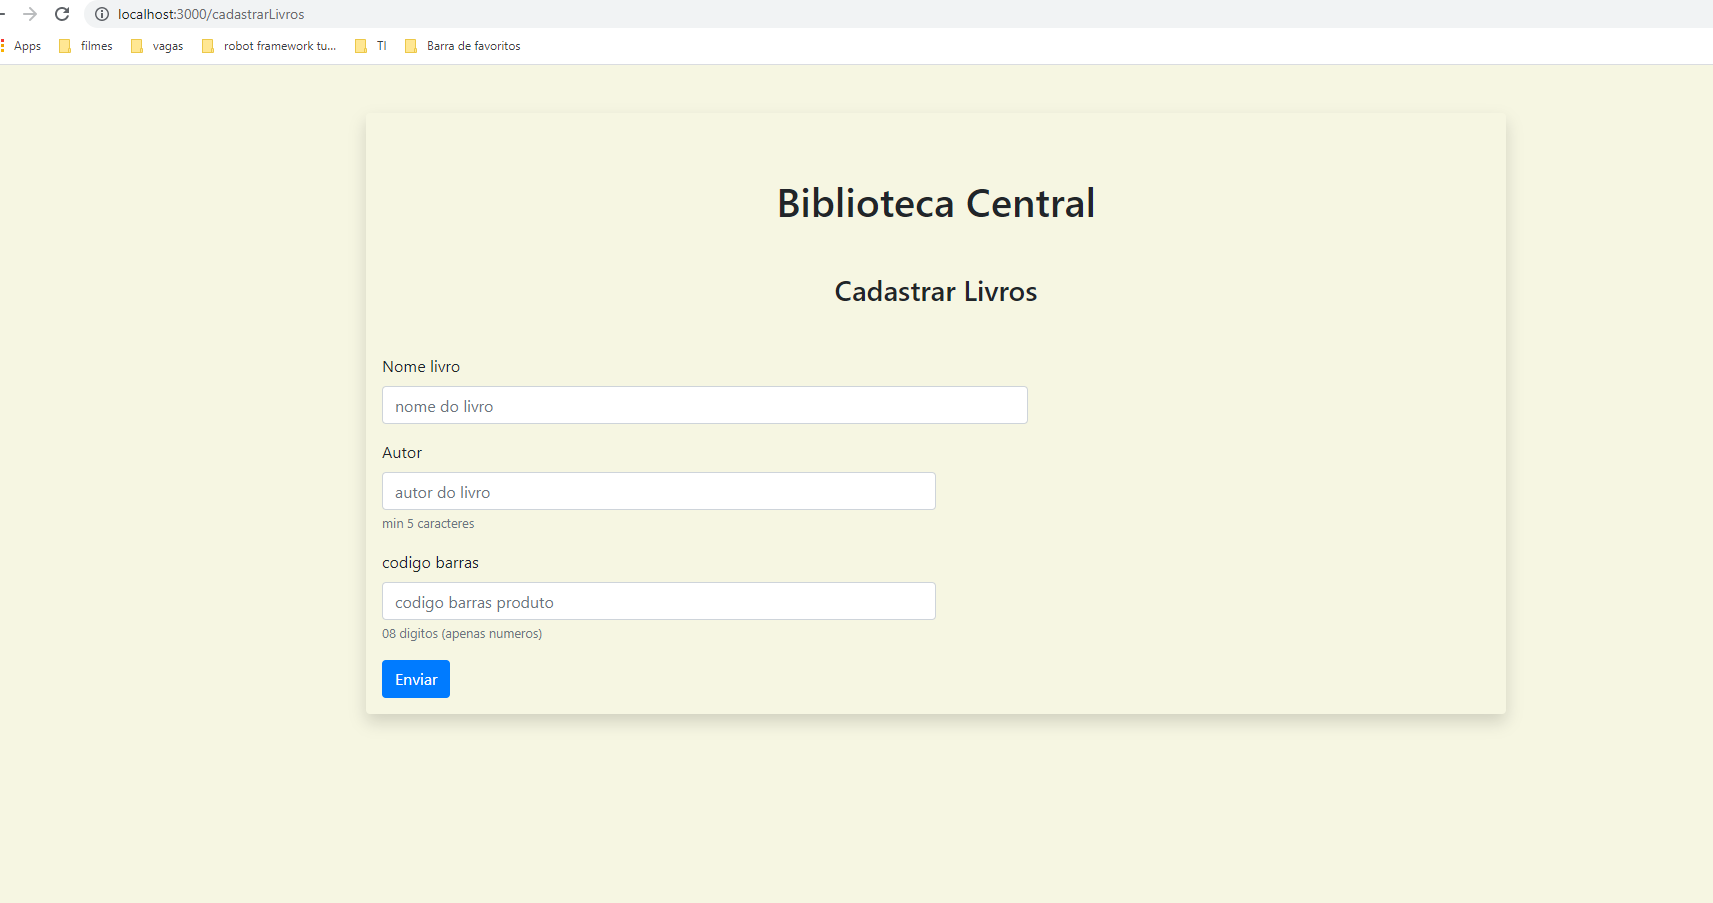 localhost:3000/cadastrarLivros
Apps filmes vagas robot framework tu... TI Barra de favoritos
Biblioteca Central
Cadastrar Livros
Nome livro
nome do livro
Autor
autor do livro
min 5 caracteres
codigo barras
codigo barras produto
08 digitos (apenas numeros)
Enviar